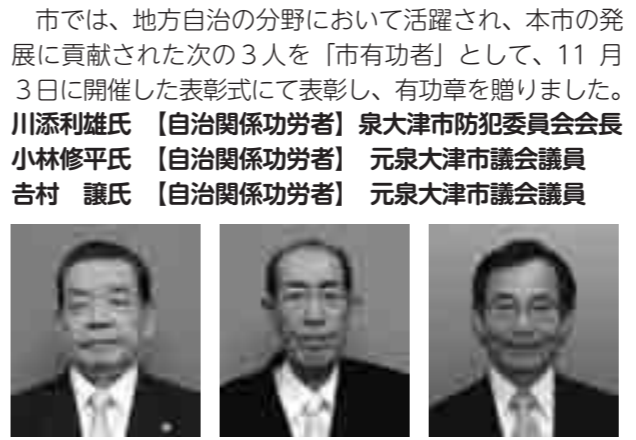 市では、地方自治の分野において活躍され、本市の発
展に貢献された次の３人を「市有功者」として、11 月
３日に開催した表彰式にて表彰し、有功章を贈りました。
川添利雄氏　【自治関係功労者】泉大津市防犯委員会会長
小林修平氏　【自治関係功労者】　元泉大津市議会議員
𠮷村　譲氏　【自治関係功労者】　元泉大津市議会議員